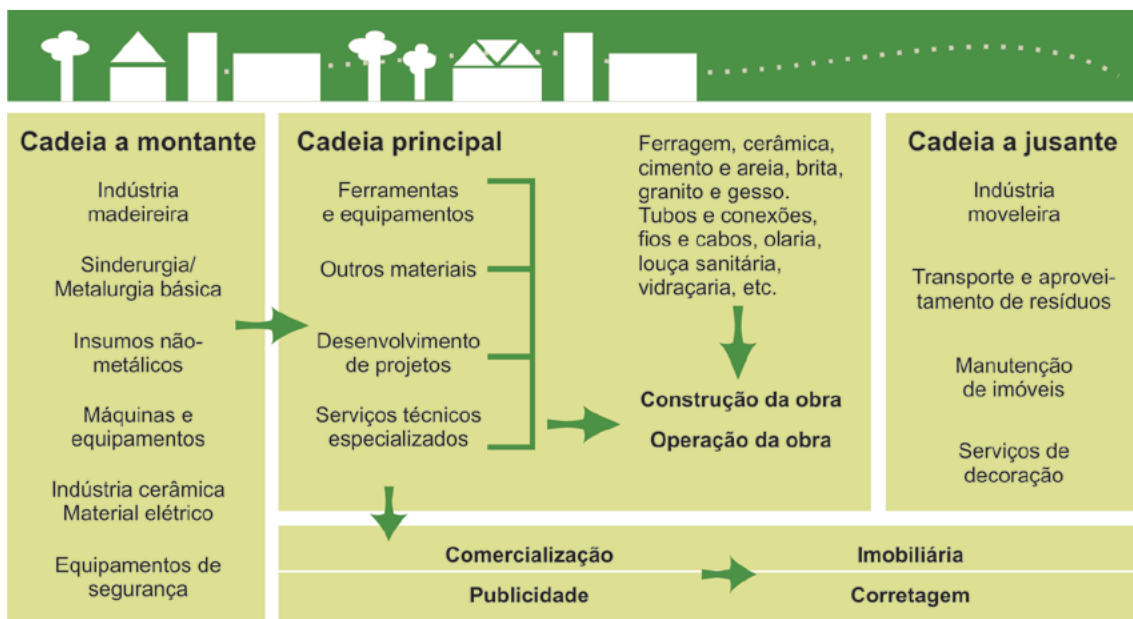 Cadeia a montante
Indústria
madeireira
Sinderurgia/
Metalurgia básica
Insumos não-
metálicos
Máquinas e
equipamentos
Indústria cerâmica
Material elétrico
Equipamentos de
segurança
Cadeia principal
Ferramentas
e equipamentos
Outros materiais
Desenvolvimento
de projetos
Serviços técnicos
especializados
Ferragem, cerâmica,
cimento e areia, brita,
granito e gesso.
Tubos e conexões,
fios e cabos, olaria,
louça sanitária,
vidraçaria, etc.
Construção da obra
Operação da obra
Cadeia a jusante
Indústria
moveleira
Transporte e aprovei-
tamento de resíduos
Manutenção
de imóveis
Serviços de
decoração
Comercialização
Imobiliária
Publicidade
Corretagem